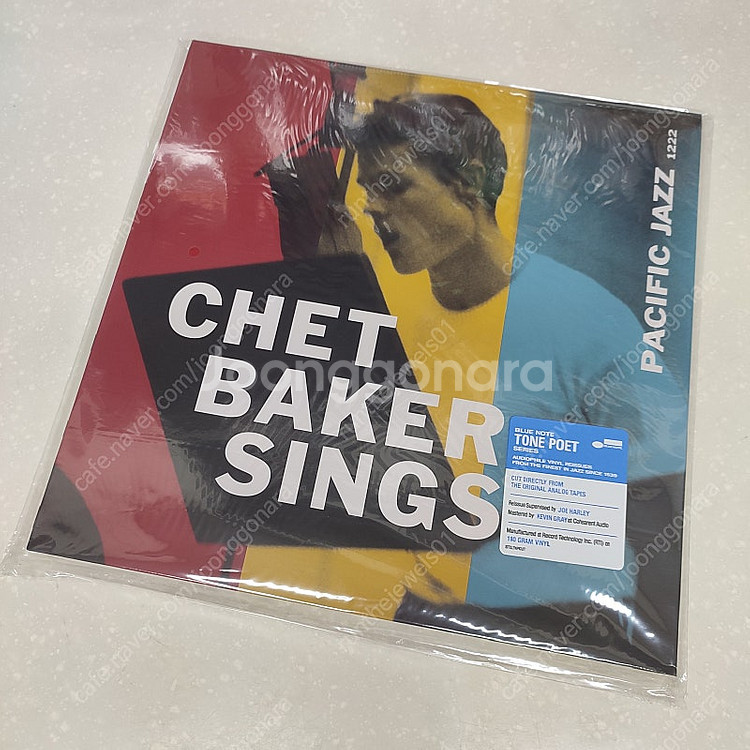 PACIFIC JAZZ 1222
CHET
BAKER
SINGS
BLUE NOTE
TONE POET
SERIES
AUDIOPHILE VINYL REISSUES
FROM THE FINEST IN JAZZ SINCE 1939
CUT DIRECTLY FROM
THE ORIGINAL ANALOG TAPES
Reissue Supervised by JOE HARLEY
Mastered by KEVIN GRAY at Cohearent Audio
Manufactured at Record Technology Inc. (RTI) on
180 GRAM VINYL
joonggonara
cafe.naver.com/joonggonara
runthejewels01